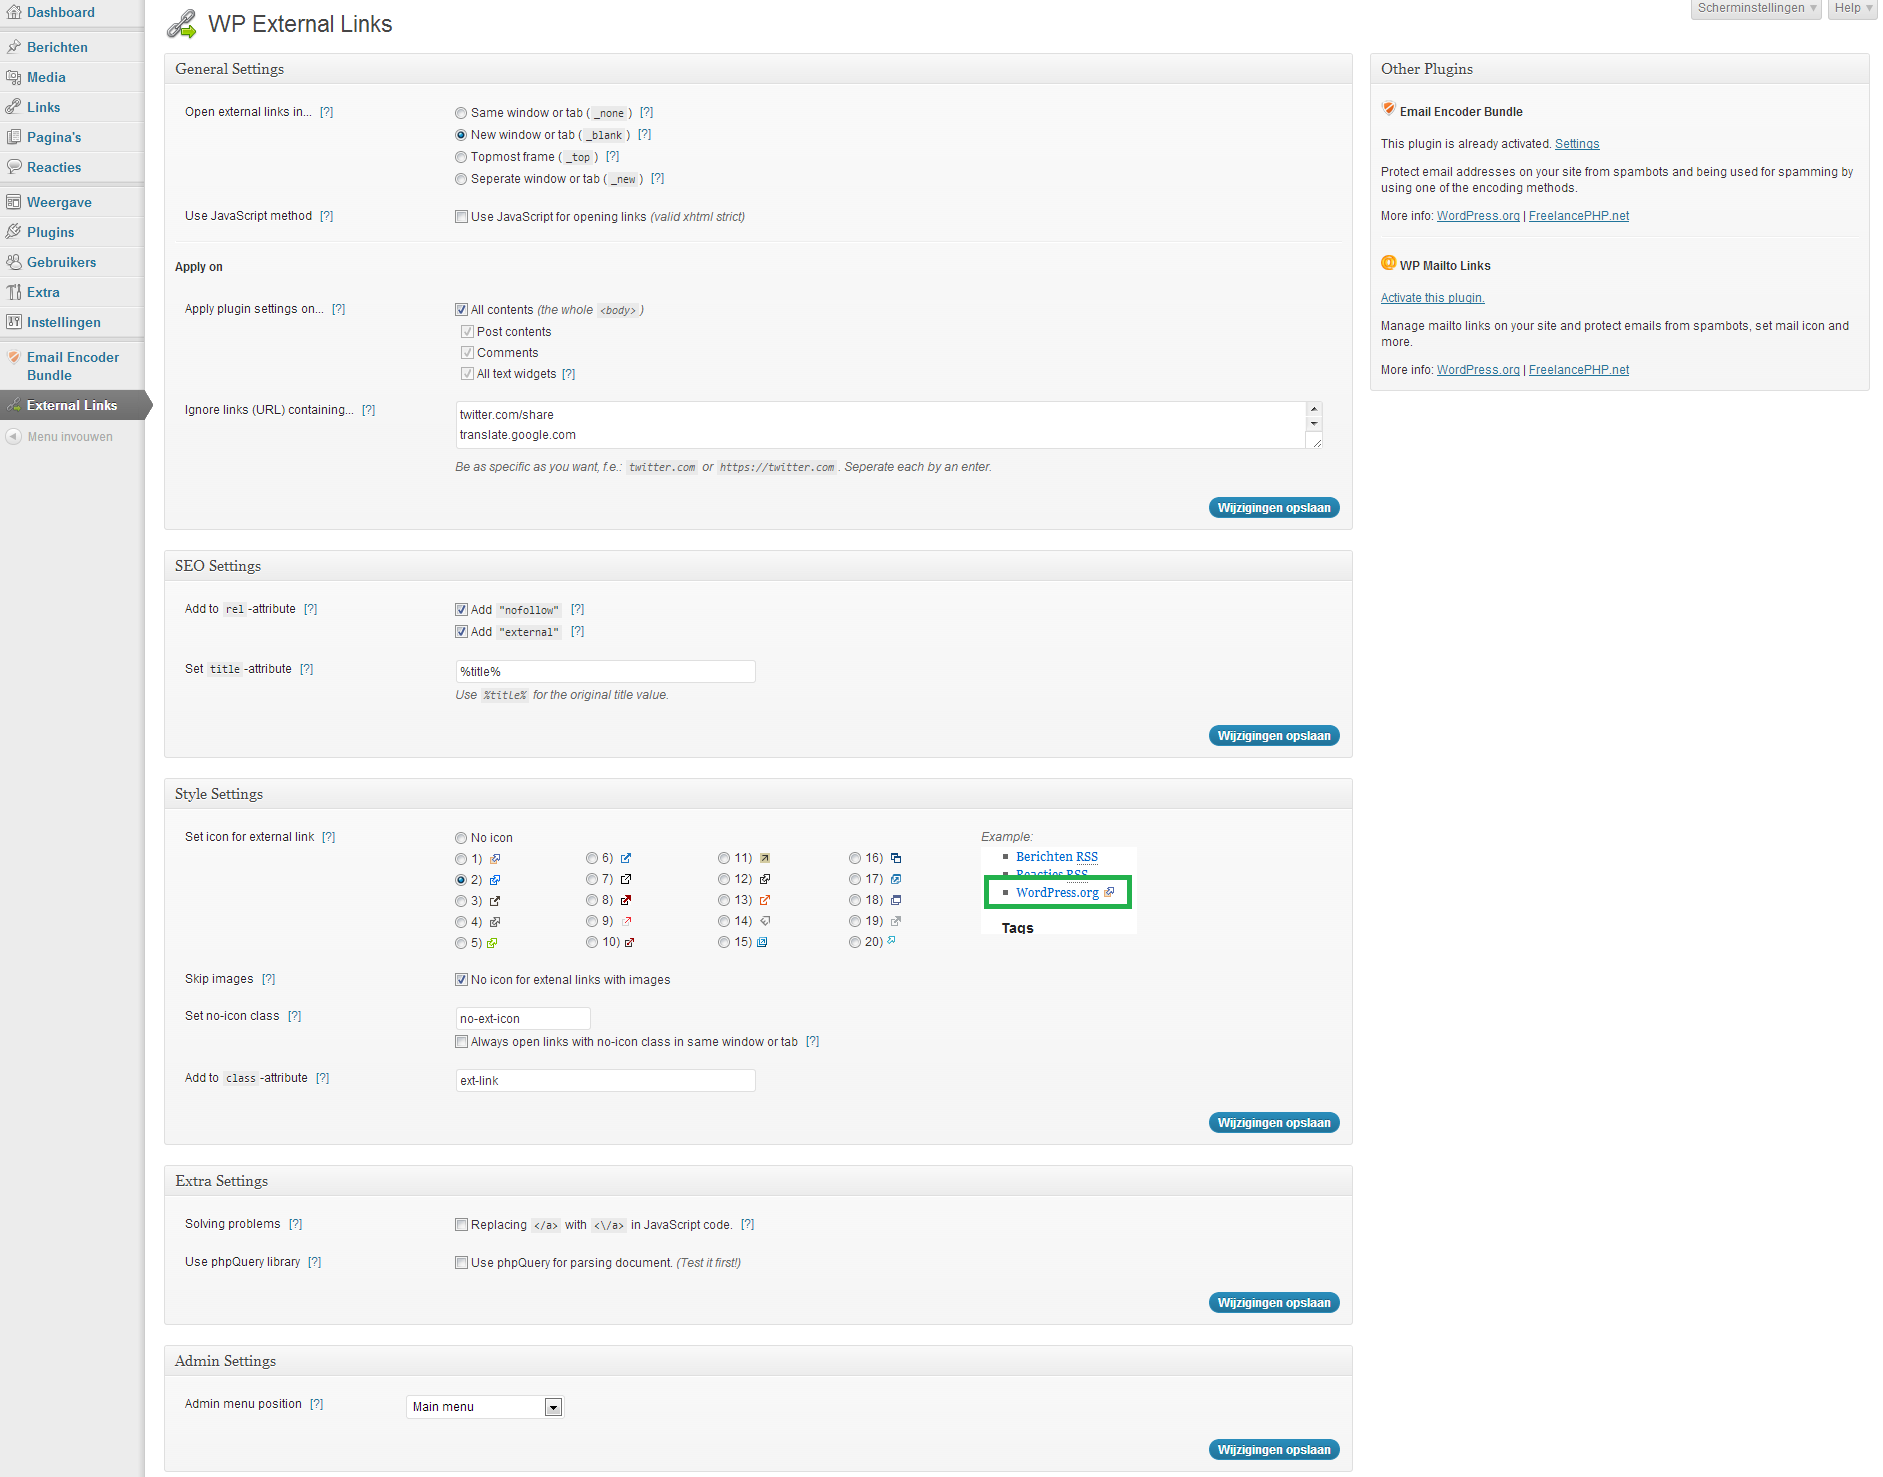 Dashboard
Berichten
Media
Links
Pagina's
Reacties
Weergave
Plugins
Gebruikers
Extra
Instellingen
Email Encoder
Bundle
External Links
Menu invouwen
Scherminstellingen
Help
WP External Links
General Settings
Open external links in... [?]
Same window or tab ( _none ) [?]
New window or tab ( _blank ) [?]
Topmost frame ( _top ) [?]
Seperate window or tab ( _new ) [?]
Use JavaScript method [?]
Use JavaScript for opening links (valid xhtml strict)
Apply on
Apply plugin settings on... [?]
All contents (the whole <body> )
Post contents
Comments
All text widgets [?]
Ignore links (URL) containing... [?]
twitter.com/share
translate.google.com
Be as specific as you want, f.e.: twitter.com or https://twitter.com . Seperate each by an enter.
Wijzigingen opslaan
SEO Settings
Add to rel -attribute [?]
Add "nofollow" [?]
Add "external" [?]
Set title -attribute [?]
%title%
Use %title% for the original title value.
Wijzigingen opslaan
Style Settings
Set icon for external link [?]
No icon
1) 6) 11) 16)
2) 7) 12) 17)
3) 8) 13) 18)
4) 9) 14) 19)
5) 10) 15) 20)
Example:
Berichten RSS
Reacties RSS
WordPress.org
Tags
Skip images [?]
No icon for extenal links with images
Set no-icon class [?]
no-ext-icon
Always open links with no-icon class in same window or tab [?]
Add to class -attribute [?]
ext-link
Wijzigingen opslaan
Extra Settings
Solving problems [?]
Replacing </a> with <\/a> in JavaScript code. [?]
Use phpQuery library [?]
Use phpQuery for parsing document. (Test it first!)
Wijzigingen opslaan
Admin Settings
Admin menu position [?]
Main menu
Wijzigingen opslaan
Other Plugins
Email Encoder Bundle
This plugin is already activated. Settings
Protect email addresses on your site from spambots and being used for spamming by
using one of the encoding methods.
More info: WordPress.org | FreelancePHP.net
WP Mailto Links
Activate this plugin.
Manage mailto links on your site and protect emails from spambots, set mail icon and
more.
More info: WordPress.org | FreelancePHP.net